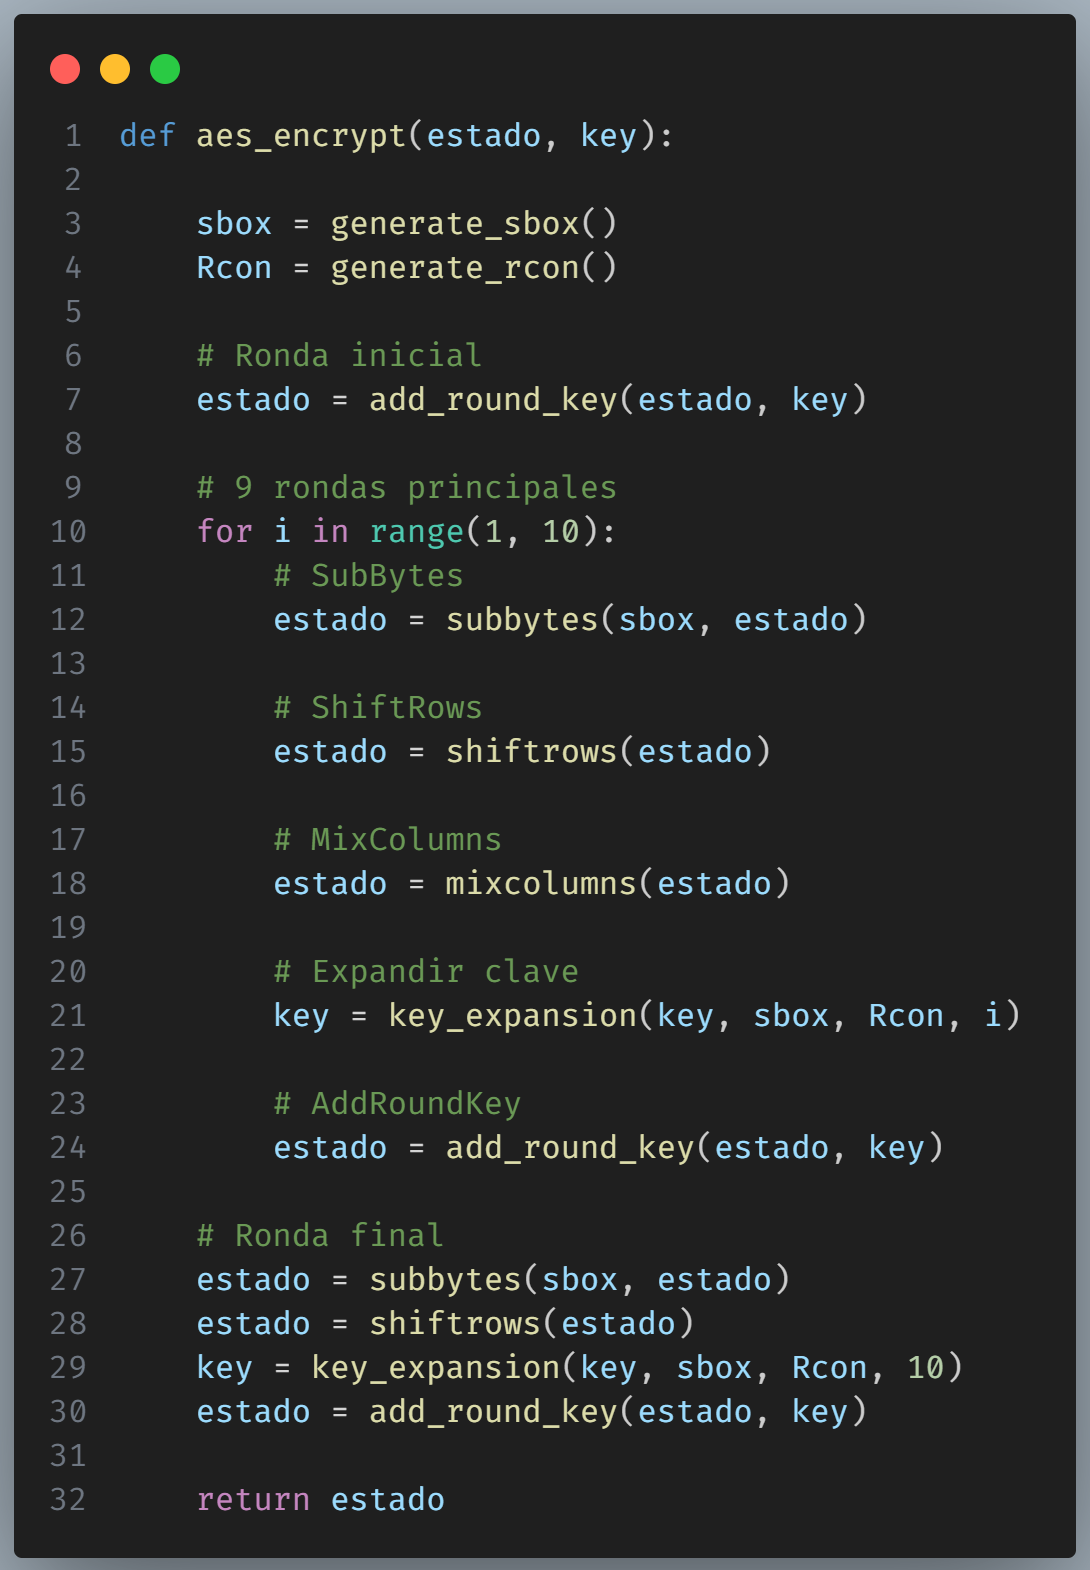 1 def aes_encrypt(estado, key):
2
3     sbox = generate_sbox()
4     Rcon = generate_rcon()
5
6     # Ronda inicial
7     estado = add_round_key(estado, key)
8
9     # 9 rondas principales
10     for i in range(1, 10):
11         # SubBytes
12         estado = subbytes(sbox, estado)
13
14         # ShiftRows
15         estado = shiftrows(estado)
16
17         # MixColumns
18         estado = mixcolumns(estado)
19
20         # Expandir clave
21         key = key_expansion(key, sbox, Rcon, i)
22
23         # AddRoundKey
24         estado = add_round_key(estado, key)
25
26     # Ronda final
27     estado = subbytes(sbox, estado)
28     estado = shiftrows(estado)
29     key = key_expansion(key, sbox, Rcon, 10)
30     estado = add_round_key(estado, key)
31
32     return estado